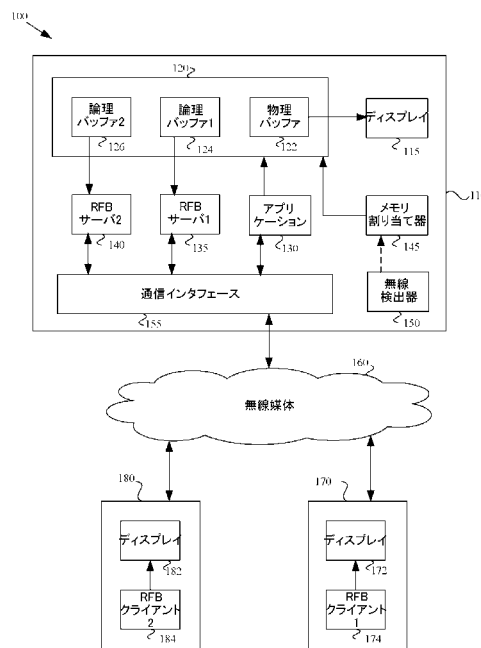 100
120
論理
バッファ2
126
論理
バッファ1
124
物理
バッファ
122
ディスプレイ
115
11
RFB
サーバ2
140
RFB
サーバ1
135
アプリ
ケーション
130
メモリ
割り当て器
145
無線
検出器
150
通信インタフェース
155
160
無線媒体
180
ディスプレイ
182
RFB
クライアント
2
184
170
ディスプレイ
172
RFB
クライアント
1
174